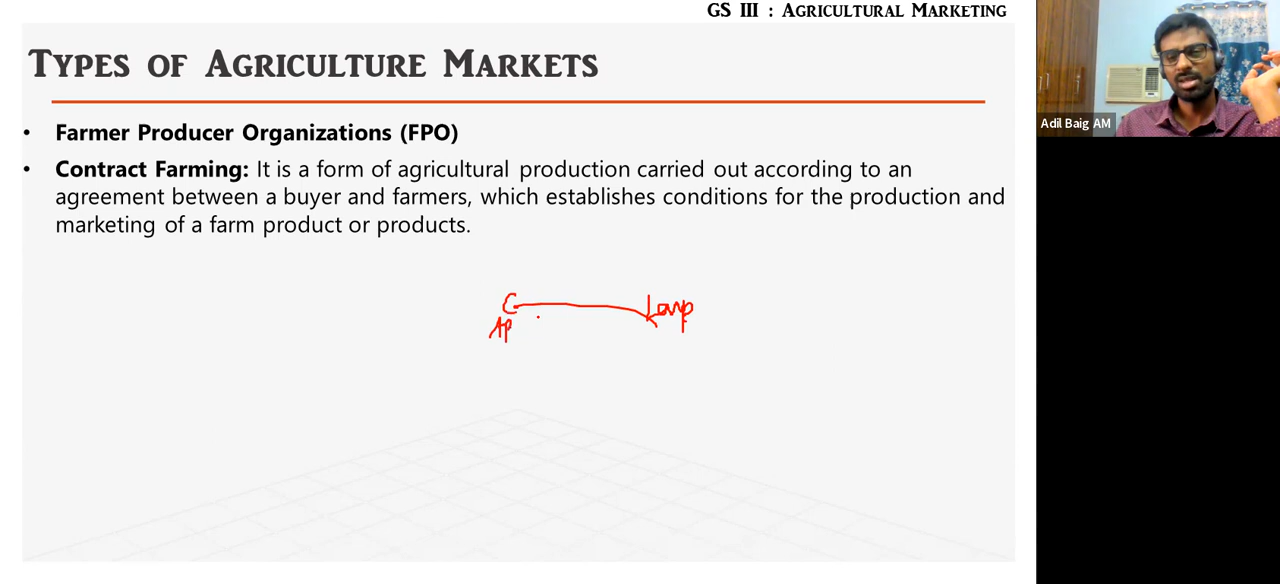 GS III : AGRICULTURAL MARKETING
TYPES OF AGRICULTURE MARKETS
• Farmer Producer Organizations (FPO)
• Contract Farming: It is a form of agricultural production carried out according to an
agreement between a buyer and farmers, which establishes conditions for the production and
marketing of a farm product or products.
Adil Baig AM